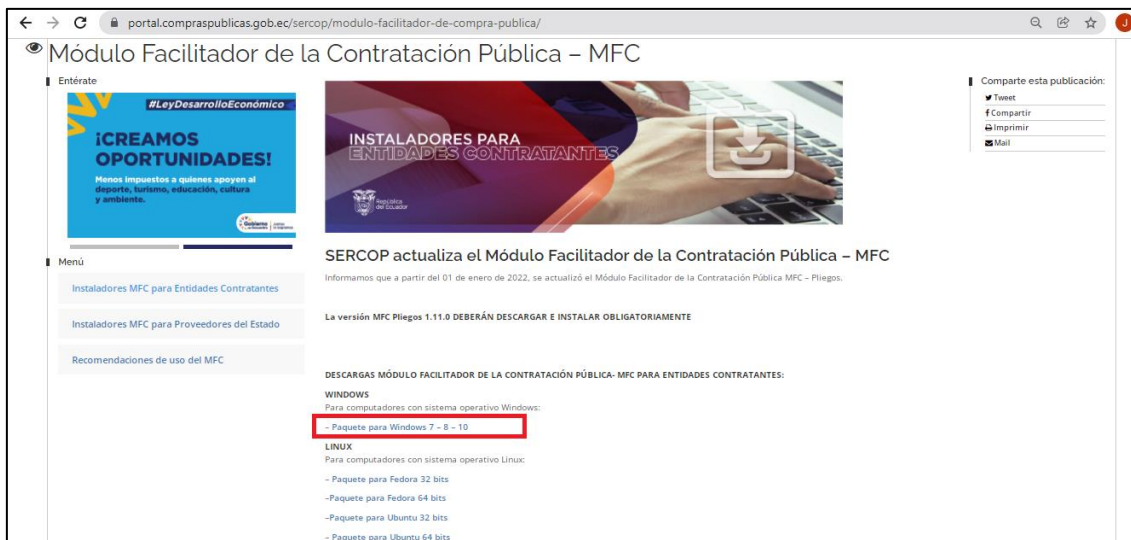 portal.compraspublicas.gob.ec/sercop/modulo-facilitador-de-compra-publica/
J
Módulo Facilitador de la Contratación Pública – MFC
Entérate
#LeyDesarrolloEconómico
¡CREAMOS
OPORTUNIDADES!
Menos impuestos a quienes apoyen al
deporte, turismo, educación, cultura
y ambiente.
Menú
Instaladores MFC para Entidades Contratantes
Instaladores MFC para Proveedores del Estado
Recomendaciones de uso del MFC
INSTALADORES PARA
ENTIDADES CONTRATANTES
República
del Ecuador
SERCOP actualiza el Módulo Facilitador de la Contratación Pública – MFC
Informamos que a partir del 01 de enero de 2022, se actualizó el Módulo Facilitador de la Contratación Pública MFC – Pliegos.
La versión MFC Pliegos 1.11.0 DEBERÁN DESCARGAR E INSTALAR OBLIGATORIAMENTE
DESCARGAS MÓDULO FACILITADOR DE LA CONTRATACIÓN PÚBLICA- MFC PARA ENTIDADES CONTRATANTES:
WINDOWS
Para computadores con sistema operativo Windows:
– Paquete para Windows 7 – 8 – 10
LINUX
Para computadores con sistema operativo Linux:
– Paquete para Fedora 32 bits
–Paquete para Fedora 64 bits
–Paquete para Ubuntu 32 bits
– Paquete para Ubuntu 64 bits
Comparte esta publicación:
Tweet
Compartir
Imprimir
Mail